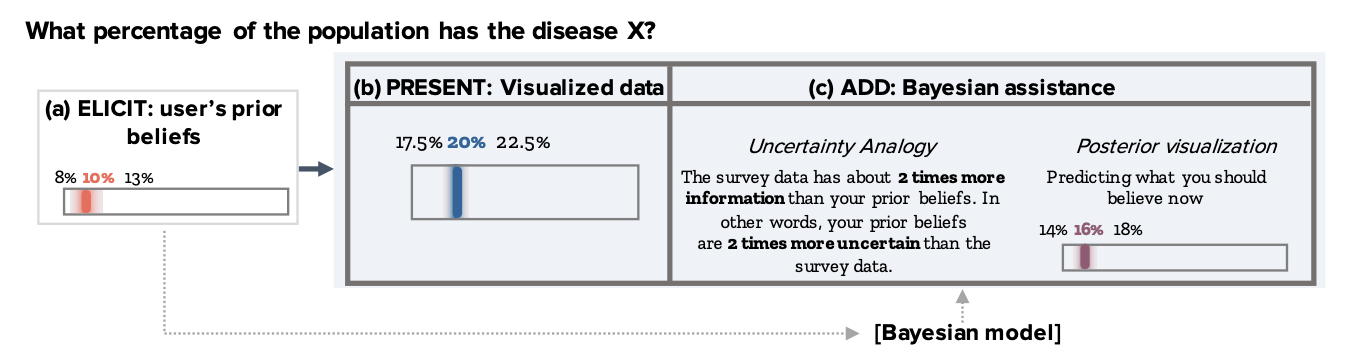 What percentage of the population has the disease X?
(a) ELICIT: user's prior
beliefs
8% 10% 13%
(b) PRESENT: Visualized data
17.5% 20% 22.5%
(c) ADD: Bayesian assistance
Uncertainty Analogy
The survey data has about 2 times more
information than your prior beliefs. In
other words, your prior beliefs
are 2 times more uncertain than the
survey data.
Posterior visualization
Predicting what you should
believe now
14% 16% 18%
[Bayesian model]